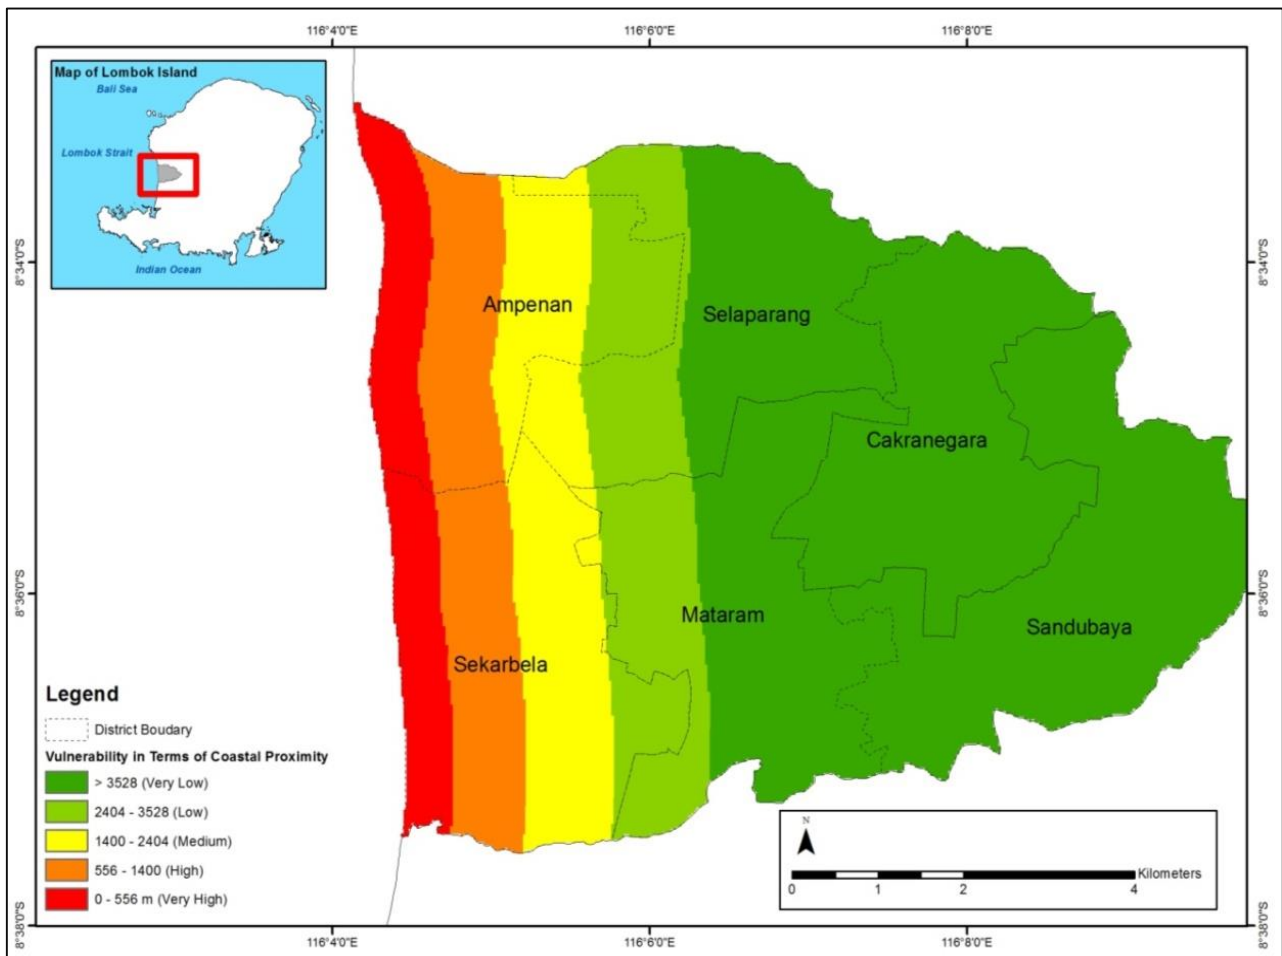 116°4'0"E
116°6'0"E
116°8'0"E
Map of Lombok Island
Bali Sea
Lombok Strait
Indian Ocean
8°34'0"S
8°34'0"S
Ampenan
Selaparang
Cakranegara
8°36'0"S
8°36'0"S
Mataram
Sandubaya
Sekarbela
Legend
District Boudary
Vulnerability in Terms of Coastal Proximity
> 3528 (Very Low)
2404 - 3528 (Low)
1400 - 2404 (Medium)
556 - 1400 (High)
0 - 556 m (Very High)
N
Kilometers
0 1 2 4
8°38'0"S
8°38'0"S
116°4'0"E
116°6'0"E
116°8'0"E